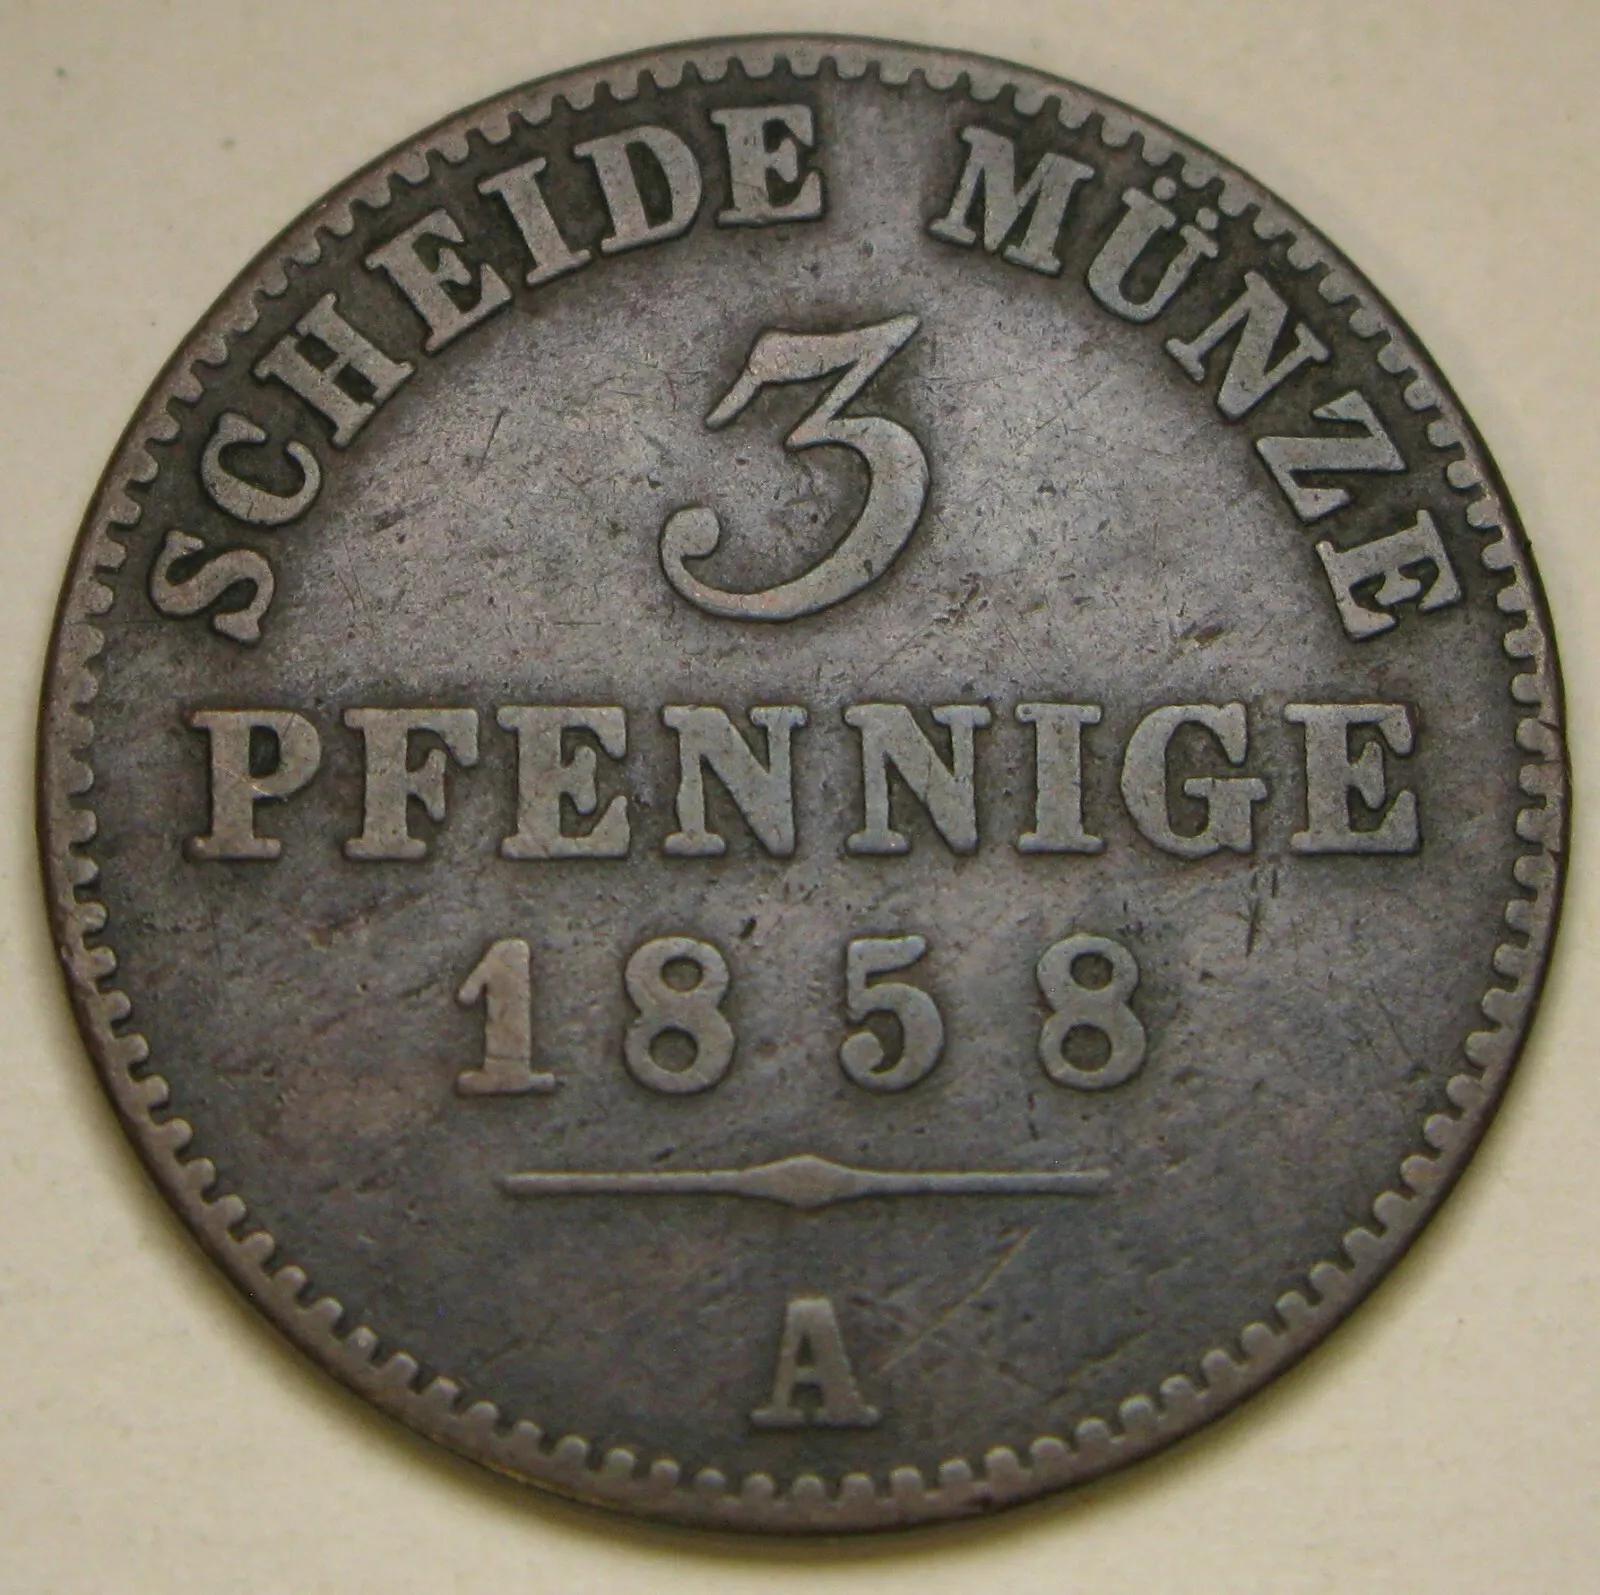 SCHEIDE MÜNZE
3
PFENNIGE
1858
A